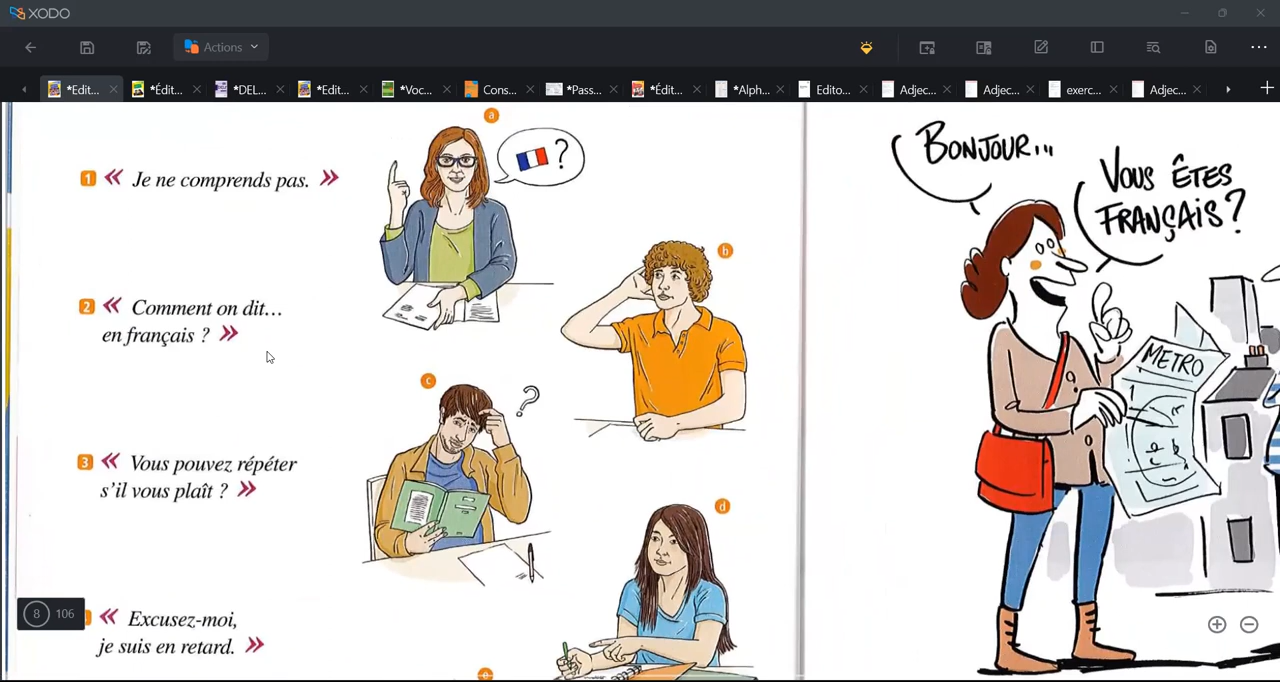 XODO
Actions
*Edit...
*Édit...
*DEL...
*Edit...
*Voc...
Cons...
*Pass...
*Édit...
*Alph...
Edito...
Adjec...
Adjec...
exerc...
Adjec...
a
?
1 « Je ne comprends pas. »
b
2 « Comment on dit...
en français ? »
c
?
3 « Vous pouvez répéter
s'il vous plaît ? »
d
« Excusez-moi,
je suis en retard. »
e
8 106
BONJOUR...
VOUS ÊTES
FRANÇAIS ?
METRO